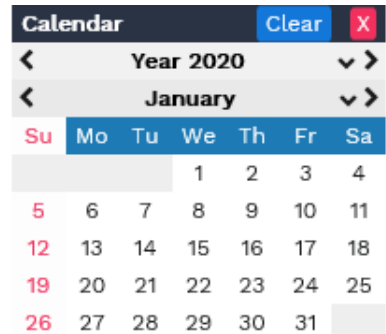 Calendar Clear X
Year 2020
January
Su Mo Tu We Th Fr Sa
1 2 3 4
5 6 7 8 9 10 11
12 13 14 15 16 17 18
19 20 21 22 23 24 25
26 27 28 29 30 31